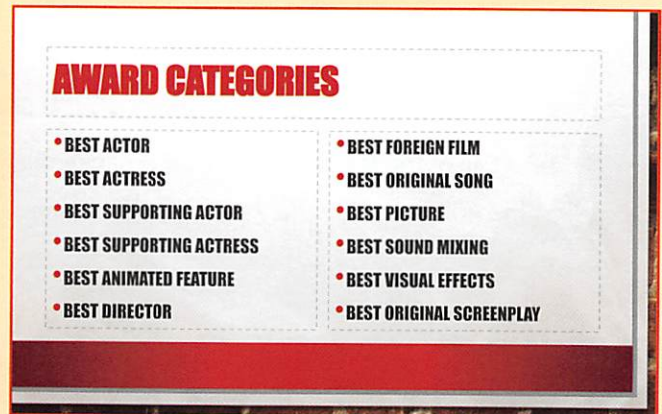 AWARD CATEGORIES
• BEST ACTOR
• BEST ACTRESS
• BEST SUPPORTING ACTOR
• BEST SUPPORTING ACTRESS
• BEST ANIMATED FEATURE
• BEST DIRECTOR
• BEST FOREIGN FILM
• BEST ORIGINAL SONG
• BEST PICTURE
• BEST SOUND MIXING
• BEST VISUAL EFFECTS
• BEST ORIGINAL SCREENPLAY